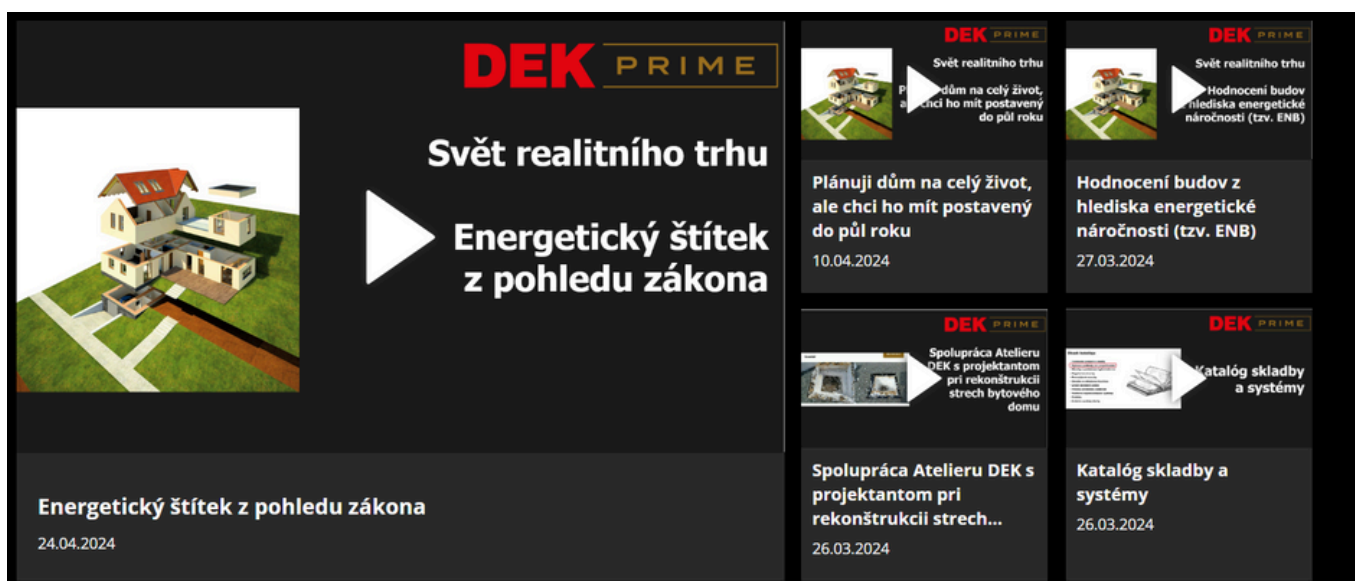 DEK PRIME
Svět realitního trhu
Energetický štítek
z pohledu zákona
Energetický štítek z pohledu zákona
24.04.2024
DEK PRIME
Svět realitního trhu
dům na celý život,
chci ho mít postavený
do půl roku
Plánuji dům na celý život,
ale chci ho mít postavený
do půl roku
10.04.2024
DEK PRIME
Svět realitního trhu
Hodnocení budov
hlediska energetické
náročnosti (tzv. ENB)
Hodnocení budov z
hlediska energetické
náročnosti (tzv. ENB)
27.03.2024
DEK PRIME
Spolupráca Atelieru
DEK s projektantom
pri rekonštrukcii
strech bytového
domu
Spolupráca Atelieru DEK s
projektantom pri
rekonštrukcii strech...
26.03.2024
DEK PRIME
Katalóg skladby
a systémy
Katalóg skladby a
systémy
26.03.2024